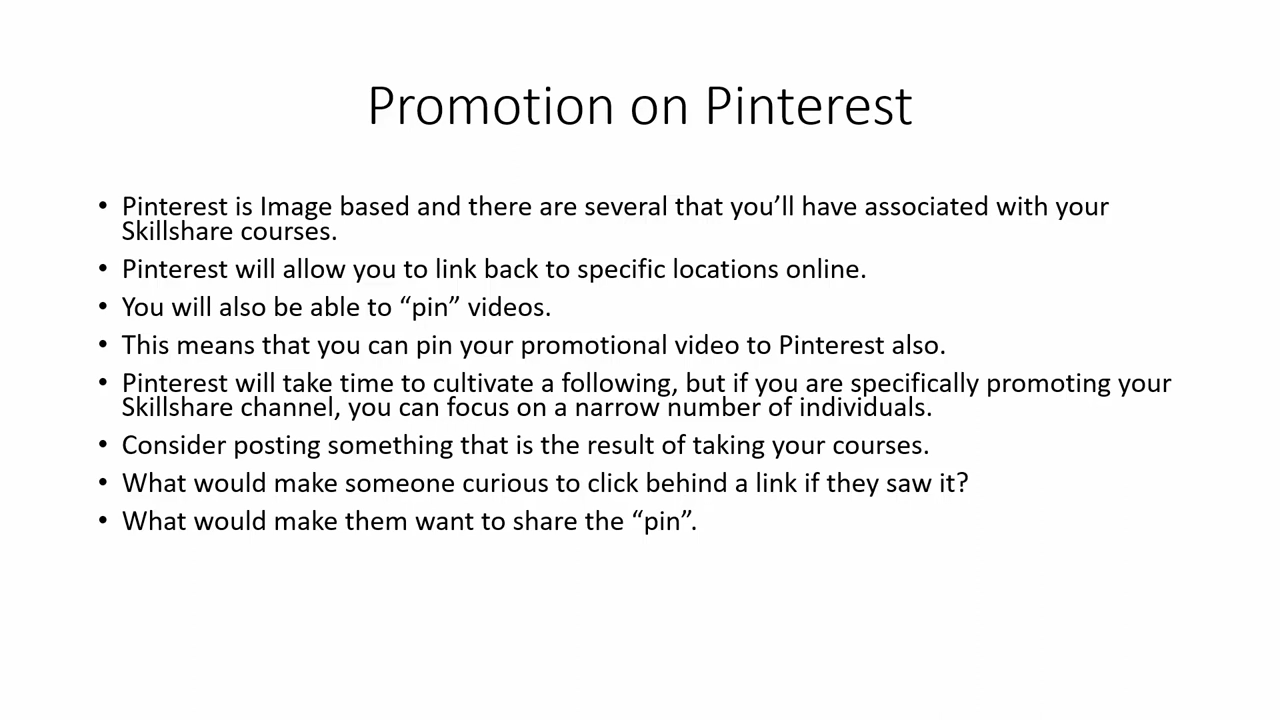 Promotion on Pinterest
• Pinterest is Image based and there are several that you’ll have associated with your
Skillshare courses.
• Pinterest will allow you to link back to specific locations online.
• You will also be able to “pin” videos.
• This means that you can pin your promotional video to Pinterest also.
• Pinterest will take time to cultivate a following, but if you are specifically promoting your
Skillshare channel, you can focus on a narrow number of individuals.
• Consider posting something that is the result of taking your courses.
• What would make someone curious to click behind a link if they saw it?
• What would make them want to share the “pin”.